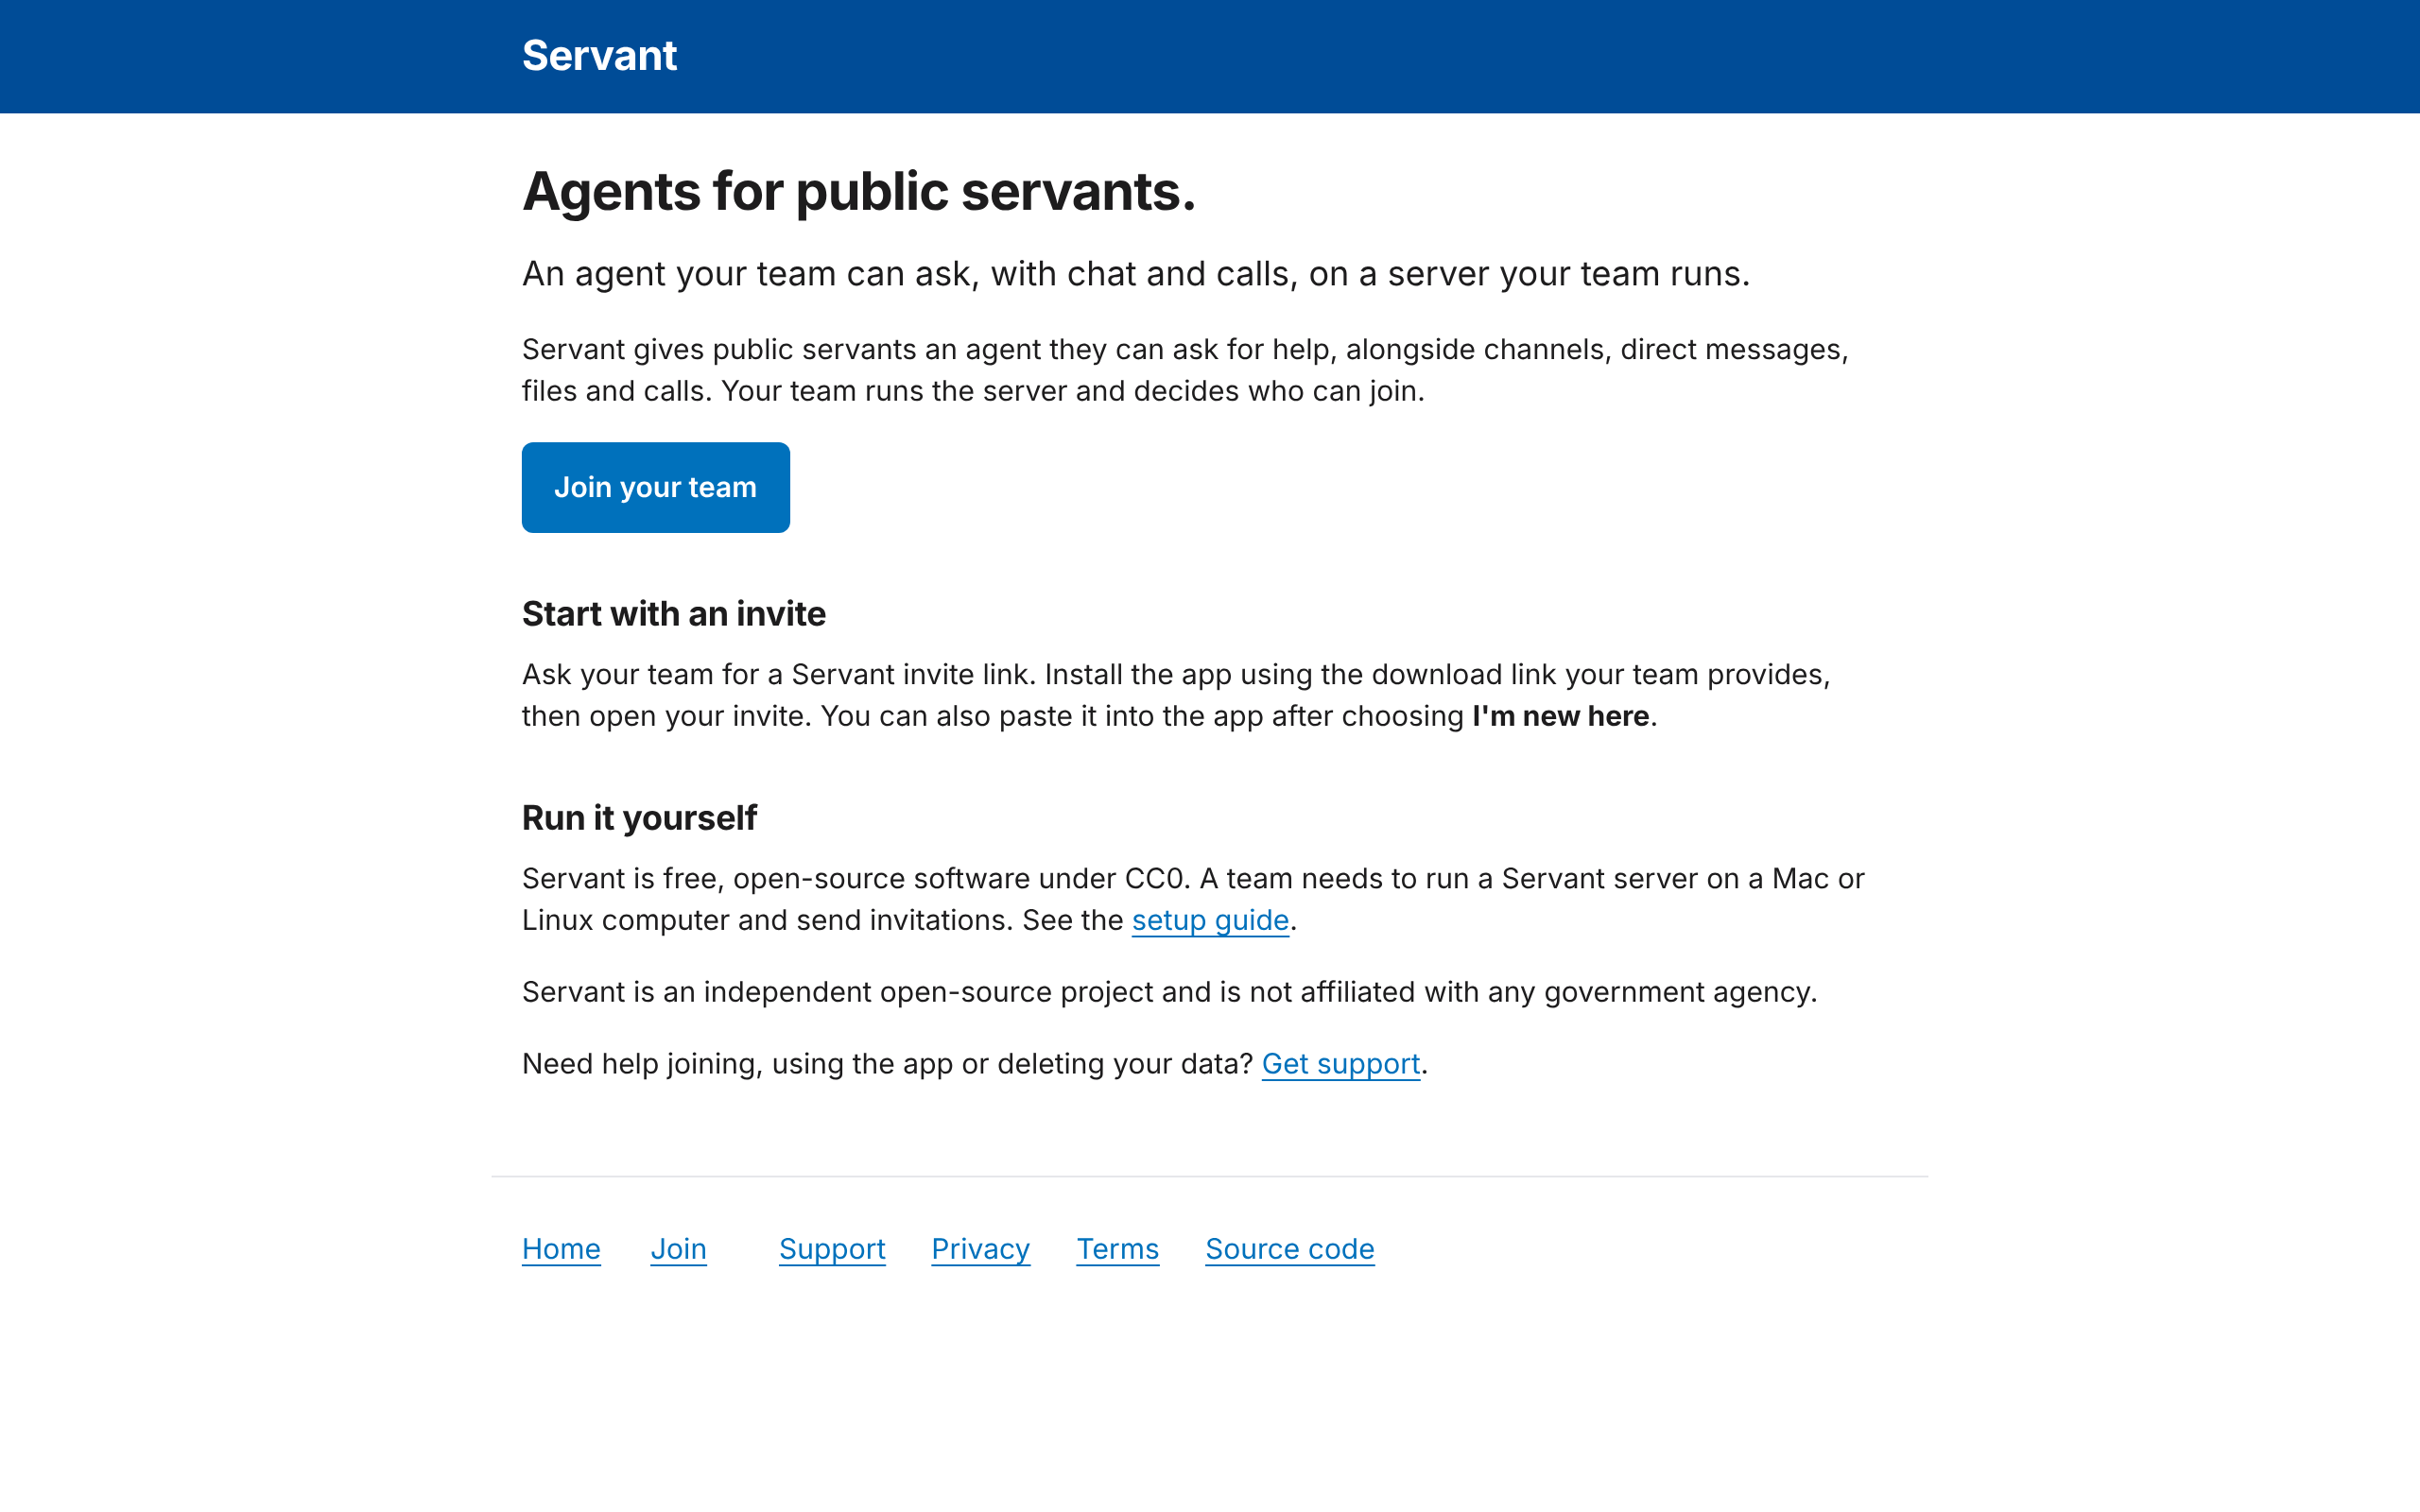 Servant
Agents for public servants.
An agent your team can ask, with chat and calls, on a server your team runs.
Servant gives public servants an agent they can ask for help, alongside channels, direct messages,
files and calls. Your team runs the server and decides who can join.
Join your team
Start with an invite
Ask your team for a Servant invite link. Install the app using the download link your team provides,
then open your invite. You can also paste it into the app after choosing I'm new here.
Run it yourself
Servant is free, open-source software under CC0. A team needs to run a Servant server on a Mac or
Linux computer and send invitations. See the setup guide.
Servant is an independent open-source project and is not affiliated with any government agency.
Need help joining, using the app or deleting your data? Get support.
Home Join Support Privacy Terms Source code